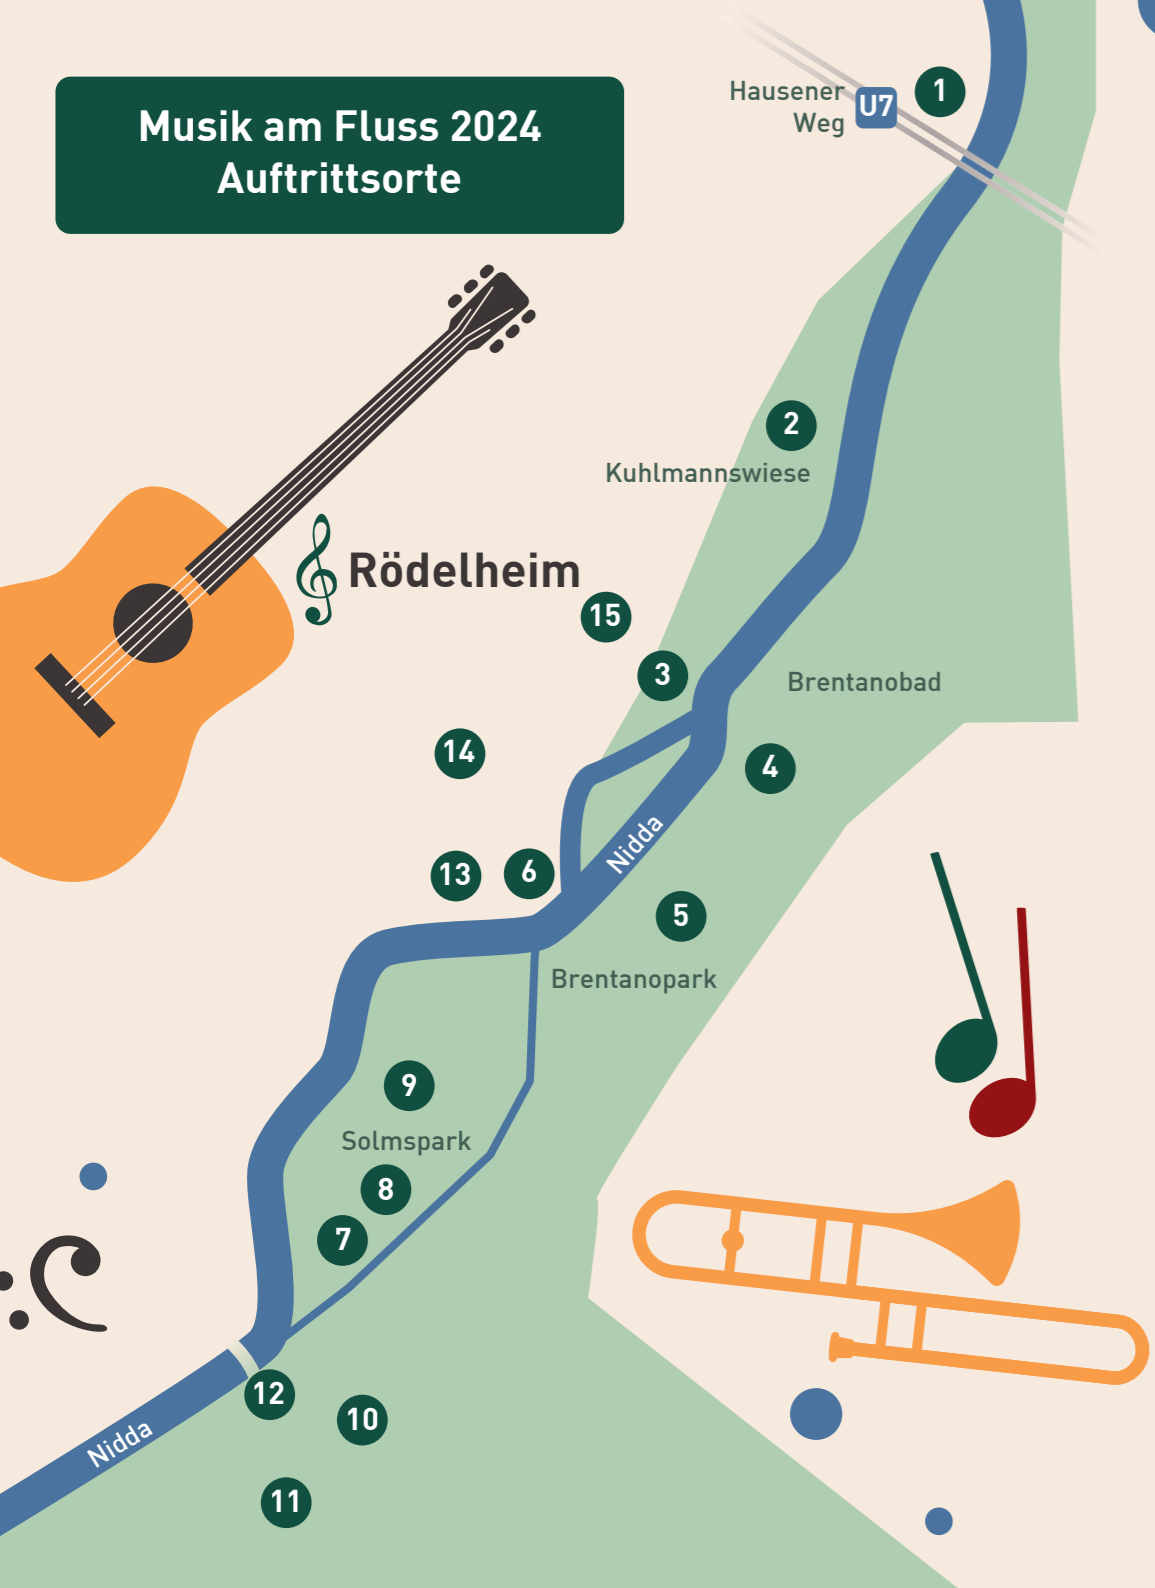 Musik am Fluss 2024
Auftrittsorte
Hausener
Weg
U7
1
2
Kuhlmannswiese
Rödelheim
15
3
Brentanobad
14
4
Nidda
13
6
5
Brentanopark
9
Solmspark
8
7
12
10
Nidda
11